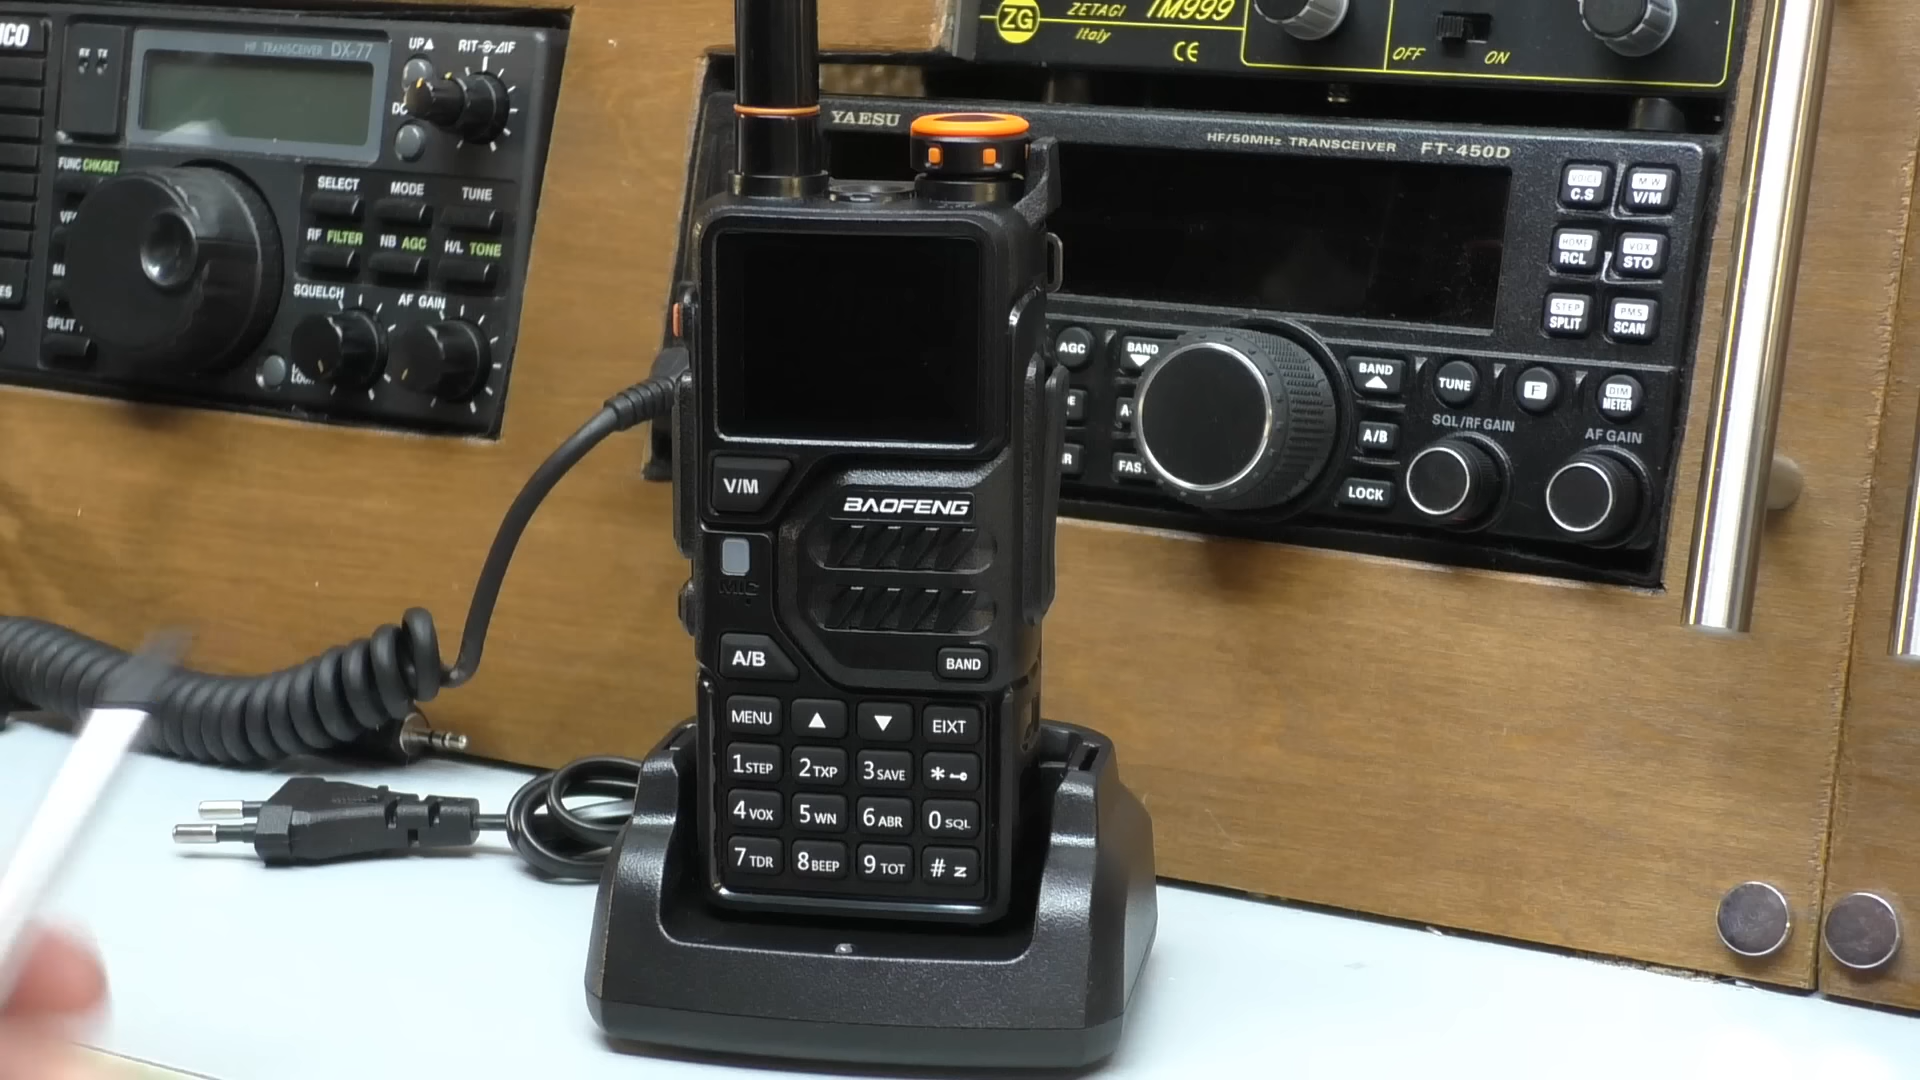 HF TRANSCEIVER DX-77
RX TX
UP▲
RIT ΔIF
FUNC CHK/SET
SELECT
MODE
TUNE
RF FILTER
NB AGC
H/L TONE
SQUELCH
AF GAIN
SPLIT
ZG
ZETAGI TM999
Italy
CE
OFF
ON
YAESU
HF/50MHz TRANSCEIVER FT-450D
VOICE
C.S
M/W
V/M
HOME
RCL
VOX
STO
STEP
SPLIT
PMS
SCAN
AGC
BAND
BAND
TUNE
F
DIM
METER
SQL/RF GAIN
AF GAIN
A/B
LOCK
V/M
BAOFENG
MIC
A/B
BAND
MENU ▲ ▼ EIXT
1 STEP 2 TXP 3 SAVE *
4 VOX 5 WN 6 ABR 0 SQL
7 TDR 8 BEEP 9 TOT #